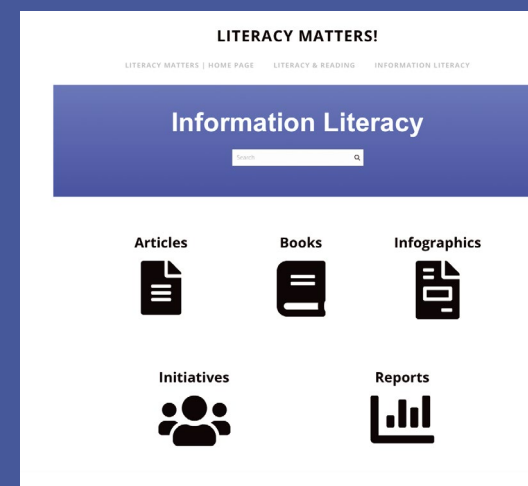 LITERACY MATTERS!
LITERACY MATTERS | HOME PAGE LITERACY & READING INFORMATION LITERACY
Information Literacy
Search
Articles Books Infographics
Initiatives Reports